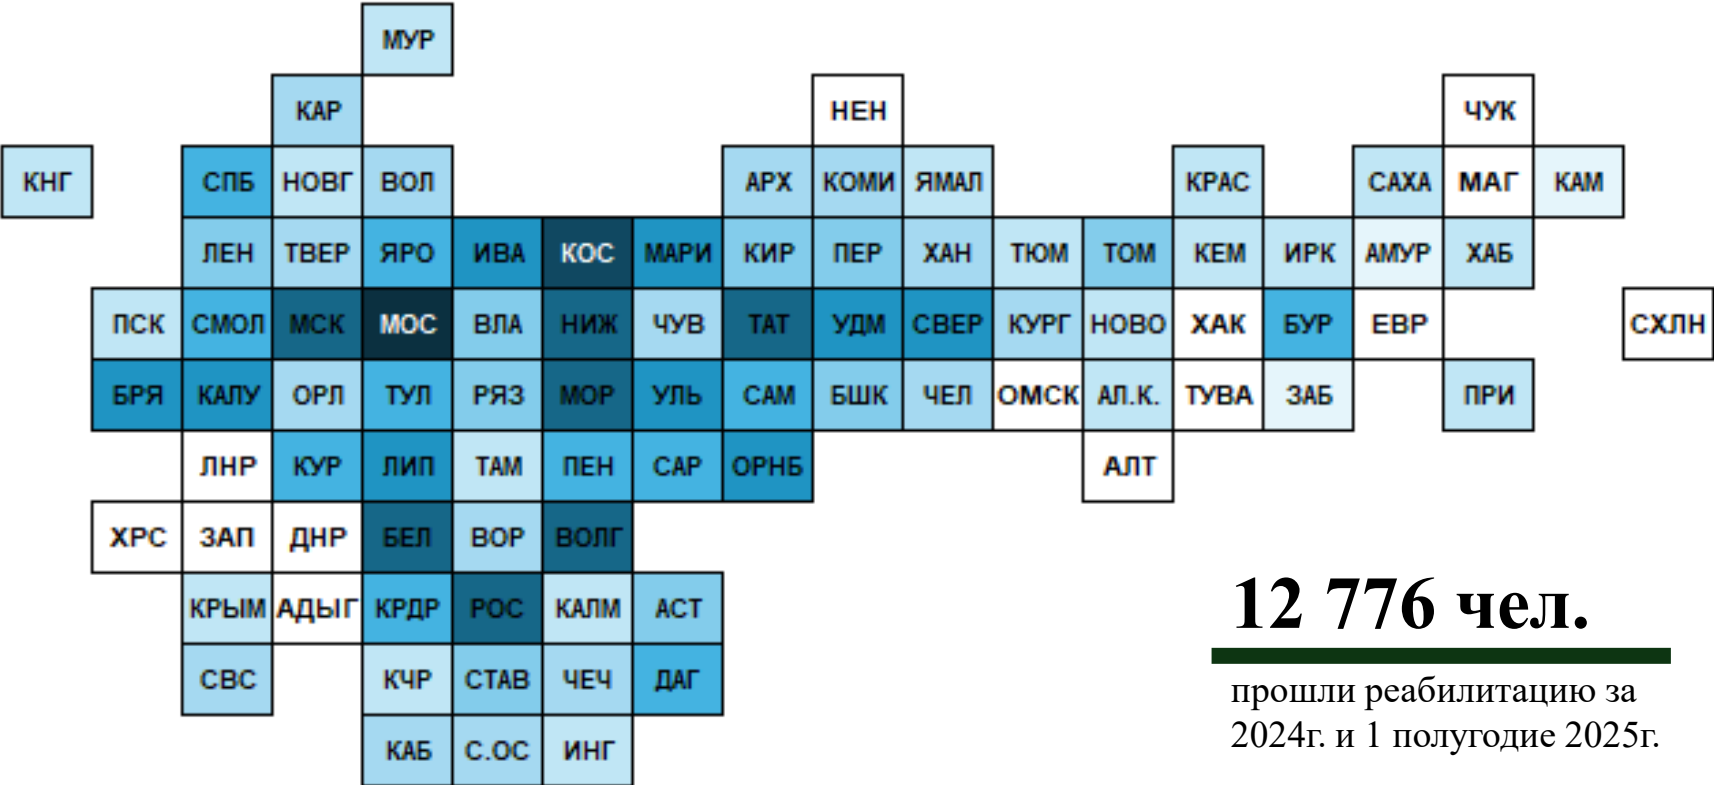 МУР
КАР НЕН ЧУК
КНГ СПБ НОВГ ВОЛ АРХ КОМИ ЯМАЛ КРАС САХА МАГ КАМ
ЛЕН ТВЕР ЯРО ИВА КОС МАРИ КИР ПЕР ХАН ТЮМ ТОМ КЕМ ИРК АМУР ХАБ
ПСК СМОЛ МСК МОС ВЛА НИЖ ЧУВ ТАТ УДМ СВЕР КУРГ НОВО ХАК БУР ЕВР СХЛН
БРЯ КАЛУ ОРЛ ТУЛ РЯЗ МОР УЛЬ САМ БШК ЧЕЛ ОМСК АЛ.К. ТУВА ЗАБ ПРИ
ЛНР КУР ЛИП ТАМ ПЕН САР ОРНБ АЛТ
ХРС ЗАП ДНР БЕЛ ВОР ВОЛГ
КРЫМ АДЫГ КРДР РОС КАЛМ АСТ
СВС КЧР СТАВ ЧЕЧ ДАГ
КАБ С.ОС ИНГ
12 776 чел.
прошли реабилитацию за
2024г. и 1 полугодие 2025г.